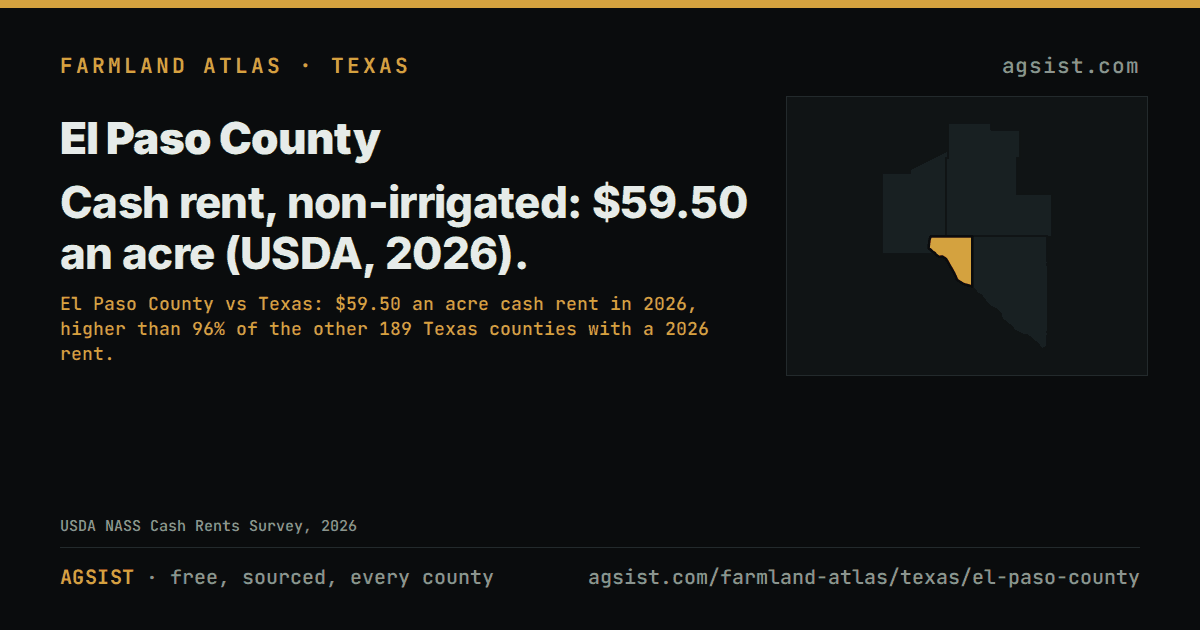 FARMLAND ATLAS · TEXAS
agsist.com
El Paso County
Cash rent, non-irrigated: $59.50
an acre (USDA, 2026).
El Paso County vs Texas: $59.50 an acre cash rent in 2026,
higher than 96% of the other 189 Texas counties with a 2026
rent.
USDA NASS Cash Rents Survey, 2026
AGSIST · free, sourced, every county
agsist.com/farmland-atlas/texas/el-paso-county